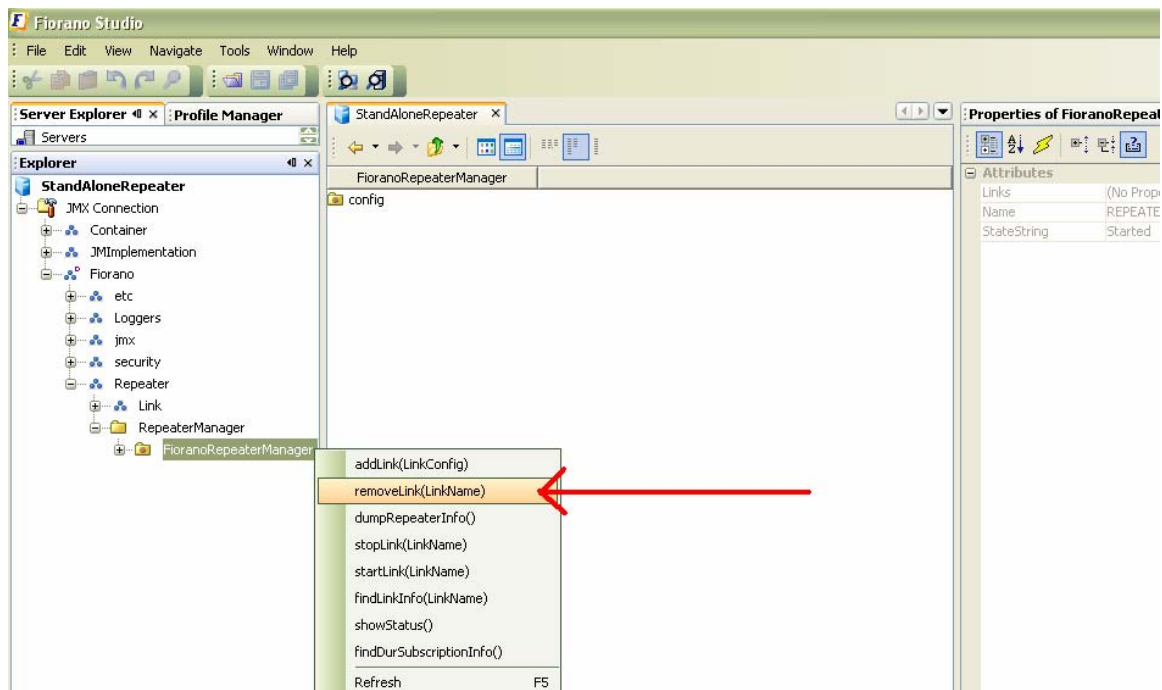 Fiorano Studio
File Edit View Navigate Tools Window Help
Server Explorer
Profile Manager
Servers
Explorer
StandAloneRepeater
JMX Connection
Container
JMImplementation
Fiorano
etc
Loggers
jmx
security
Repeater
Link
RepeaterManager
FioranoRepeaterManager
StandAloneRepeater
FioranoRepeaterManager
config
addLink(LinkConfig)
removeLink(LinkName)
dumpRepeaterInfo()
stopLink(LinkName)
startLink(LinkName)
findLinkInfo(LinkName)
showStatus()
findDurSubscriptionInfo()
Refresh F5
Properties of FioranoRepeat
Attributes
Links (No Prope
Name REPEATE
StateString Started